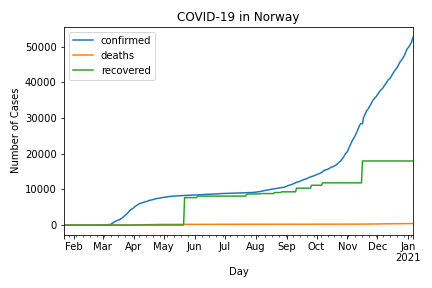 COVID-19 in Norway
confirmed
deaths
recovered
Number of Cases
50000
40000
30000
20000
10000
0
Feb Mar Apr May Jun Jul Aug Sep Oct Nov Dec Jan
2021
Day